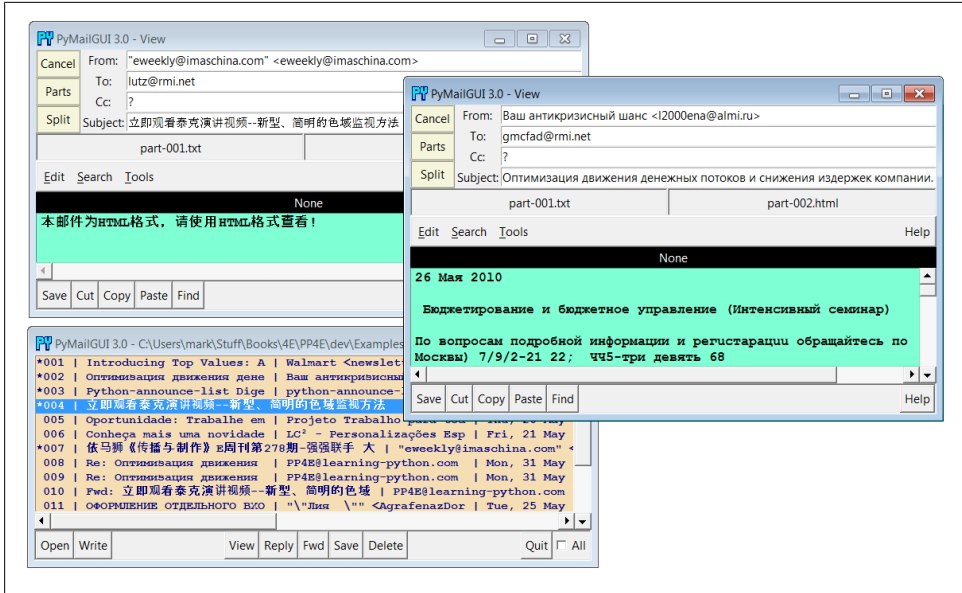 PyMailGUI 3.0 - View
Cancel From: "eweekly@imaschina.com" <eweekly@imaschina.com>
Parts To: lutz@rmi.net
Cc: ?
Split Subject: 立即观看泰克演讲视频--新型、简明的色域监视方法
part-001.txt
Edit Search Tools
None
本邮件为HTML格式，请使用HTML格式查看！
Save Cut Copy Paste Find
PyMailGUI 3.0 - View
Cancel From: Ваш антикризисный шанс <l2000ena@almi.ru>
Parts To: gmcfad@rmi.net
Cc: ?
Split Subject: Оптимизация движения денежных потоков и снижения издержек компании.
part-001.txt part-002.html
Edit Search Tools Help
None
26 Мая 2010
Бюджетирование и бюджетное управление (Интенсивный семинар)
По вопросам подробной информации и регистрации обращайтесь по
Москвы) 7/9/2-21 22; ЧЧ5-три девять 68
Save Cut Copy Paste Find Help
PyMailGUI 3.0 - C:\Users\mark\Stuff\Books\4E\PP4E\dev\Examples
*001 | Introducing Top Values: A | Walmart <newslet
*002 | Оптимизация движения дене | Ваш антикризисны
*003 | Python-announce-list Dige | python-announce-
*004 | 立即观看泰克演讲视频--新型、简明的色域监视方法
005 | Oportunidade: Trabalhe em | Projeto Trabalho
006 | Conheça mais uma novidade | LC² - Personalizações Esp | Fri, 21 May
*007 | 依马狮《传播与制作》E周刊第278期-强强联手 大 | "eweekly@imaschina.com" <
008 | Re: Оптимизация движения | PP4E@learning-python.com | Mon, 31 May
009 | Re: Оптимизация движения | PP4E@learning-python.com | Mon, 31 May
010 | Fwd: 立即观看泰克演讲视频--新型、简明的色域 | PP4E@learning-python.com
011 | ОФОРМЛЕНИЕ ОТДЕЛЬНОГО ВХО | "\"Лия \"" <AgrafenazDor | Tue, 25 May
Open Write View Reply Fwd Save Delete Quit All